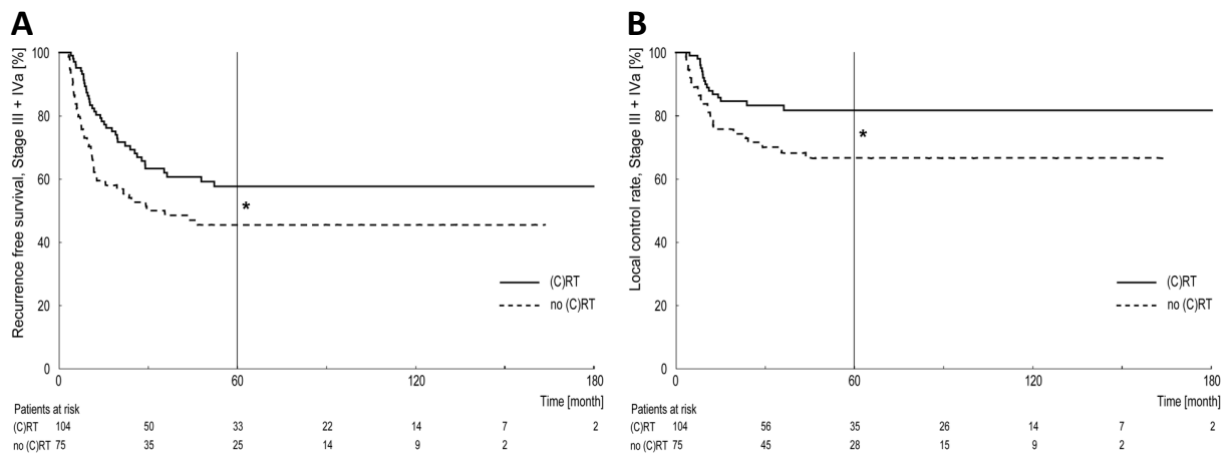 A
Recurrence free survival, Stage III + IVa [%]
100
80
60
40
20
0
*
(C)RT
no (C)RT
0 60 120 180
Time [month]
Patients at risk
(C)RT 104 50 33 22 14 7 2
no (C)RT 75 35 25 14 9 2
B
Local control rate, Stage III + IVa [%]
100
80
60
40
20
0
*
(C)RT
no (C)RT
0 60 120 180
Time [month]
Patients at risk
(C)RT 104 56 35 26 14 7 2
no (C)RT 75 45 28 15 9 2